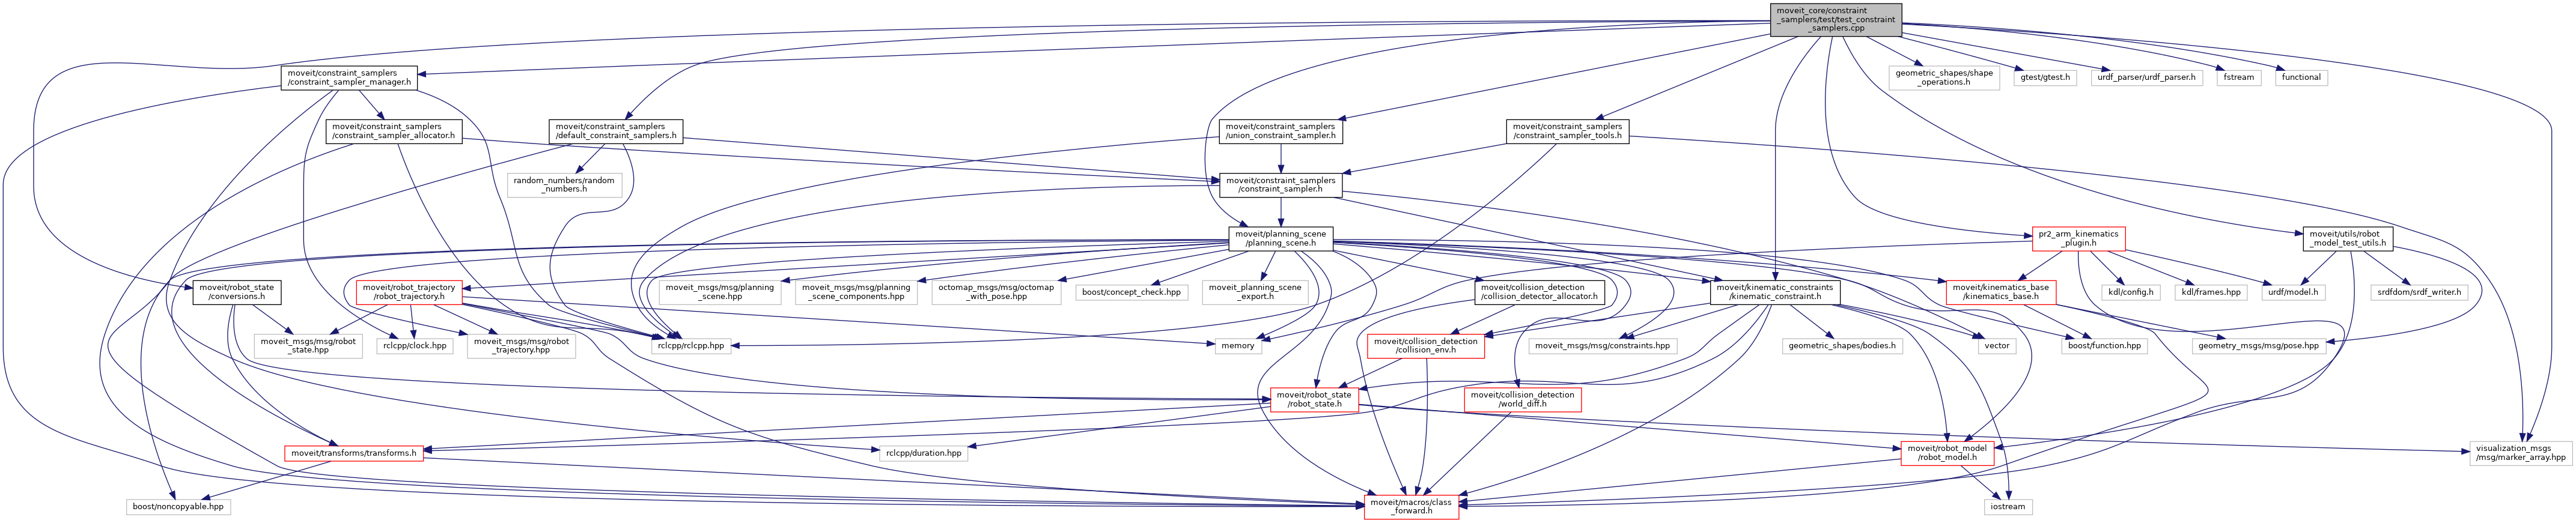 moveit_core/constraint
_samplers/test/test_constraint
_samplers.cpp
moveit/constraint_samplers
/constraint_sampler_manager.h
geometric_shapes/shape
_operations.h
gtest/gtest.h
urdf_parser/urdf_parser.h
fstream
functional
moveit/constraint_samplers
/constraint_sampler_allocator.h
moveit/constraint_samplers
/default_constraint_samplers.h
moveit/constraint_samplers
/union_constraint_sampler.h
moveit/constraint_samplers
/constraint_sampler_tools.h
random_numbers/random
_numbers.h
moveit/constraint_samplers
/constraint_sampler.h
moveit/planning_scene
/planning_scene.h
pr2_arm_kinematics
_plugin.h
moveit/utils/robot
_model_test_utils.h
moveit/robot_state
/conversions.h
moveit/robot_trajectory
/robot_trajectory.h
moveit_msgs/msg/planning
_scene.hpp
moveit_msgs/msg/planning
_scene_components.hpp
octomap_msgs/msg/octomap
_with_pose.hpp
boost/concept_check.hpp
moveit_planning_scene
_export.h
moveit/collision_detection
/collision_detector_allocator.h
moveit/kinematic_constraints
/kinematic_constraint.h
moveit/kinematics_base
/kinematics_base.h
kdl/config.h
kdl/frames.hpp
urdf/model.h
srdfdom/srdf_writer.h
moveit_msgs/msg/robot
_state.hpp
rclcpp/clock.hpp
moveit_msgs/msg/robot
_trajectory.hpp
rclcpp/rclcpp.hpp
memory
moveit/collision_detection
/collision_env.h
moveit_msgs/msg/constraints.hpp
geometric_shapes/bodies.h
vector
boost/function.hpp
geometry_msgs/msg/pose.hpp
moveit/robot_state
/robot_state.h
moveit/collision_detection
/world_diff.h
moveit/transforms/transforms.h
rclcpp/duration.hpp
moveit/robot_model
/robot_model.h
visualization_msgs
/msg/marker_array.hpp
boost/noncopyable.hpp
moveit/macros/class
_forward.h
iostream